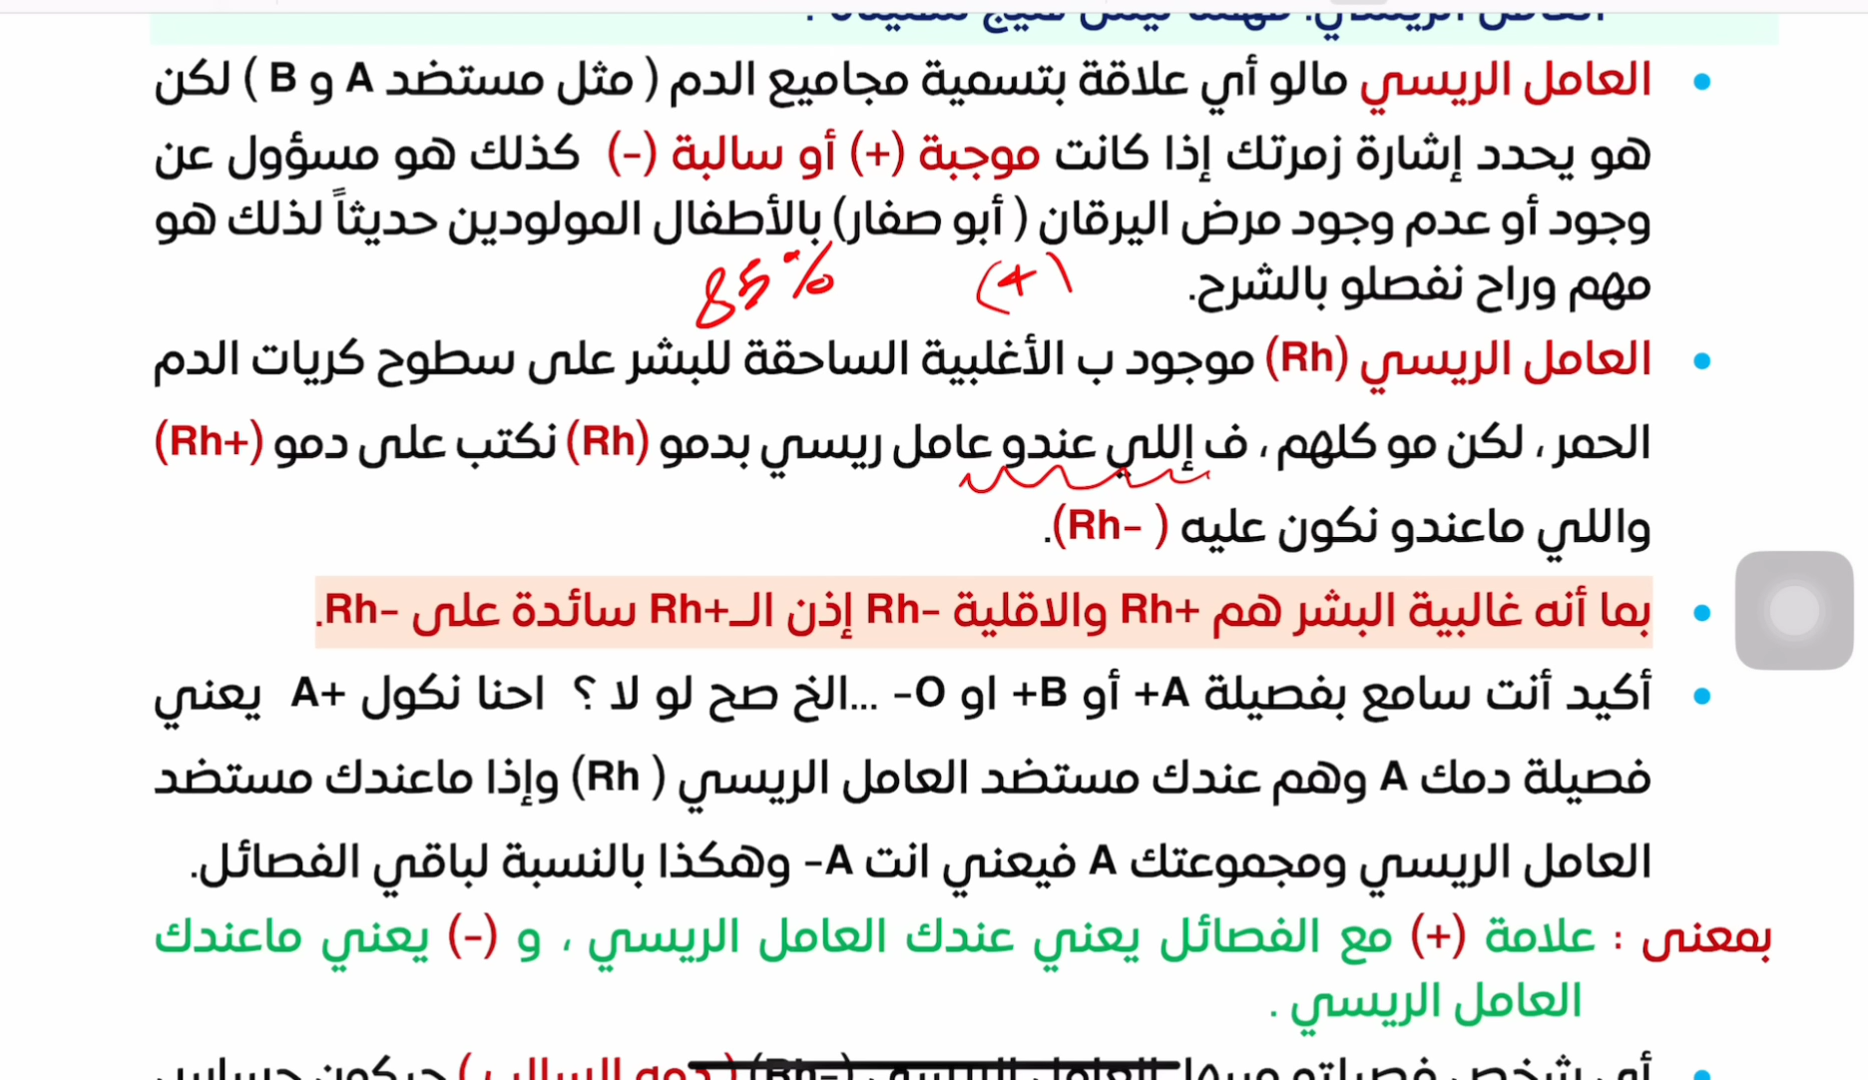 العامل الريسي مالو أي علاقة بتسمية مجاميع الدم ( مثل مستضد A و B ) لكن
هو يحدد إشارة زمرتك إذا كانت موجبة (+) أو سالبة (-) كذلك هو مسؤول عن
وجود أو عدم وجود مرض اليرقان ( أبو صفار) بالأطفال المولودين حديثاً لذلك هو
مهم وراح نفصلو بالشرح.
(+) 85%
العامل الريسي (Rh) موجود ب الأغلبية الساحقة للبشر على سطوح كريات الدم
الحمر ، لكن مو كلهم ، ف إللي عندو عامل ريسي بدمو (Rh) نكتب على دمو (Rh+)
واللي ماعندو نكون عليه ( Rh-).
بما أنه غالبية البشر هم Rh+ والاقلية Rh- إذن الـRh+ سائدة على Rh-.
أكيد أنت سامع بفصيلة A+ أو B+ او O- ...الخ صح لو لا ؟ احنا نكول A+ يعني
فصيلة دمك A وهم عندك مستضد العامل الريسي ( Rh) وإذا ماعندك مستضد
العامل الريسي ومجموعتك A فيعني انت A- وهكذا بالنسبة لباقي الفصائل.
بمعنى : علامة (+) مع الفصائل يعني عندك العامل الريسي ، و (-) يعني ماعندك
العامل الريسي .